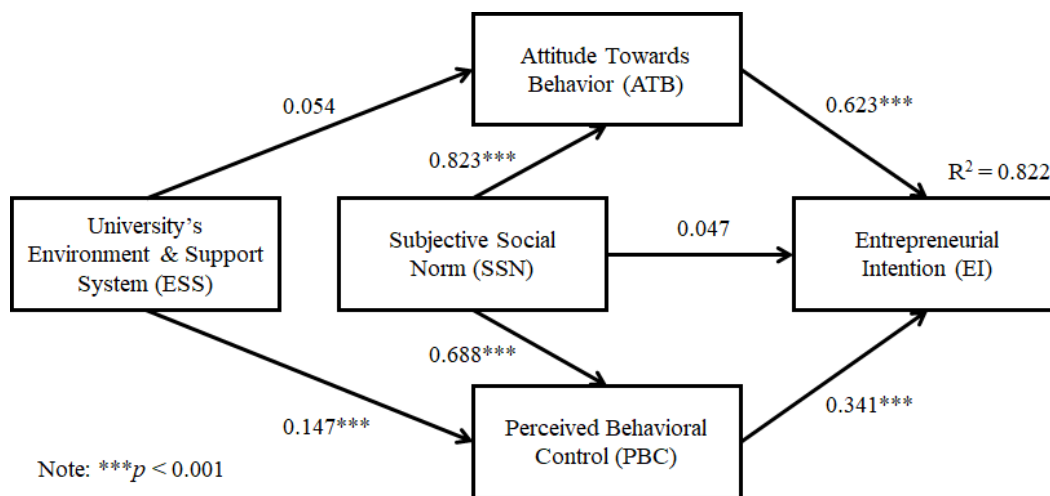 Attitude Towards
Behavior (ATB)
0.054
0.623***
0.823***
R² = 0.822
University’s
Environment & Support
System (ESS)
Subjective Social
Norm (SSN)
0.047
Entrepreneurial
Intention (EI)
0.688***
0.147***
Perceived Behavioral
Control (PBC)
0.341***
Note: ***p < 0.001